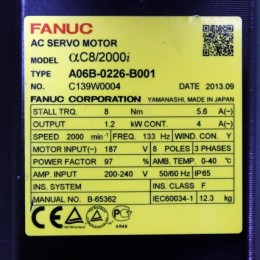 FANUC
AC SERVO MOTOR
MODEL αC8/2000i
TYPE A06B-0226-B001
NO. C139W0004 DATE 2013.09
FANUC CORPORATION YAMANASHI, MADE IN JAPAN
STALL TRQ. (—) 8 Nm 5.6 A(~)
OUTPUT (—) 1.2 kW CONT. 4 A(~)
SPEED 2000 min⁻¹ FREQ. 133 Hz WINDING 人
MOTOR INPUT (~) 187 V 8 POLES 3 PHASES
POWER FACTOR 97 % AMB. TEMP. 0-40 °C
AMP. INPUT 200-240 V 50/60 Hz IP65
INS. SYSTEM INS. CLASS F
MANUAL NO. B-65362 IEC60034-1 12.3 kg